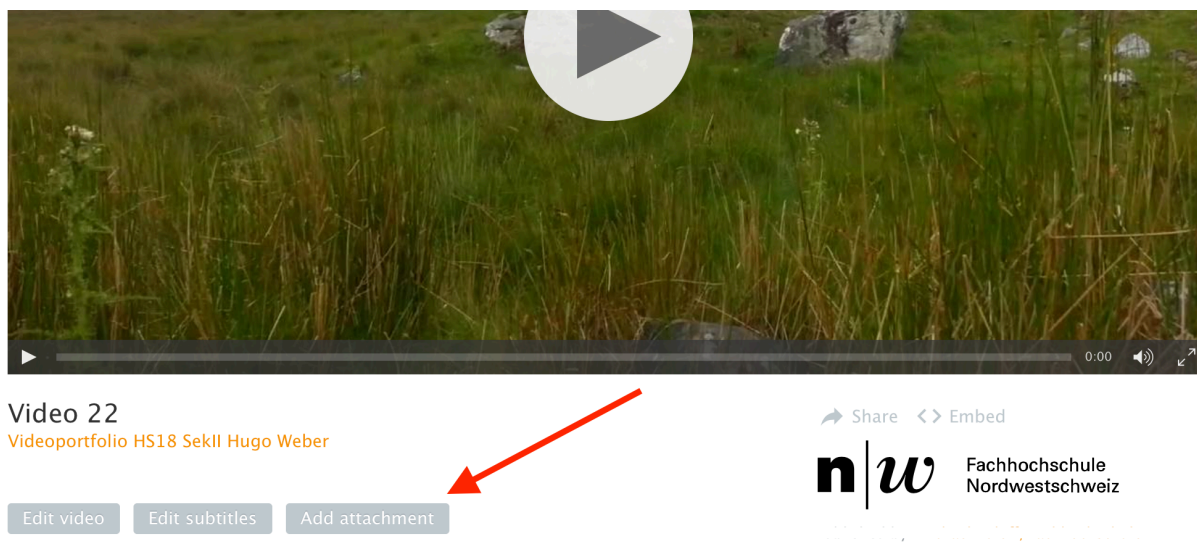 0:00
Video 22
Videoportfolio HS18 SekII Hugo Weber
Share
Embed
n|w Fachhochschule
Nordwestschweiz
Edit video
Edit subtitles
Add attachment